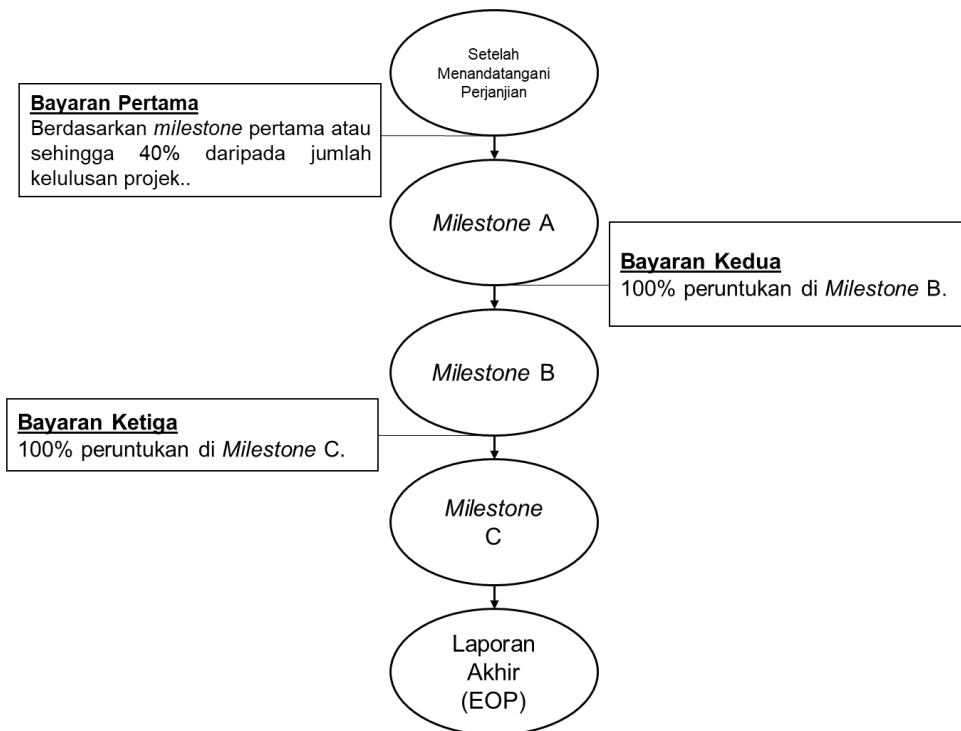 Setelah
Menandatangani
Perjanjian
Bayaran Pertama
Berdasarkan milestone pertama atau
sehingga 40% daripada jumlah
kelulusan projek..
Milestone A
Bayaran Kedua
100% peruntukan di Milestone B.
Milestone B
Bayaran Ketiga
100% peruntukan di Milestone C.
Milestone
C
Laporan
Akhir
(EOP)